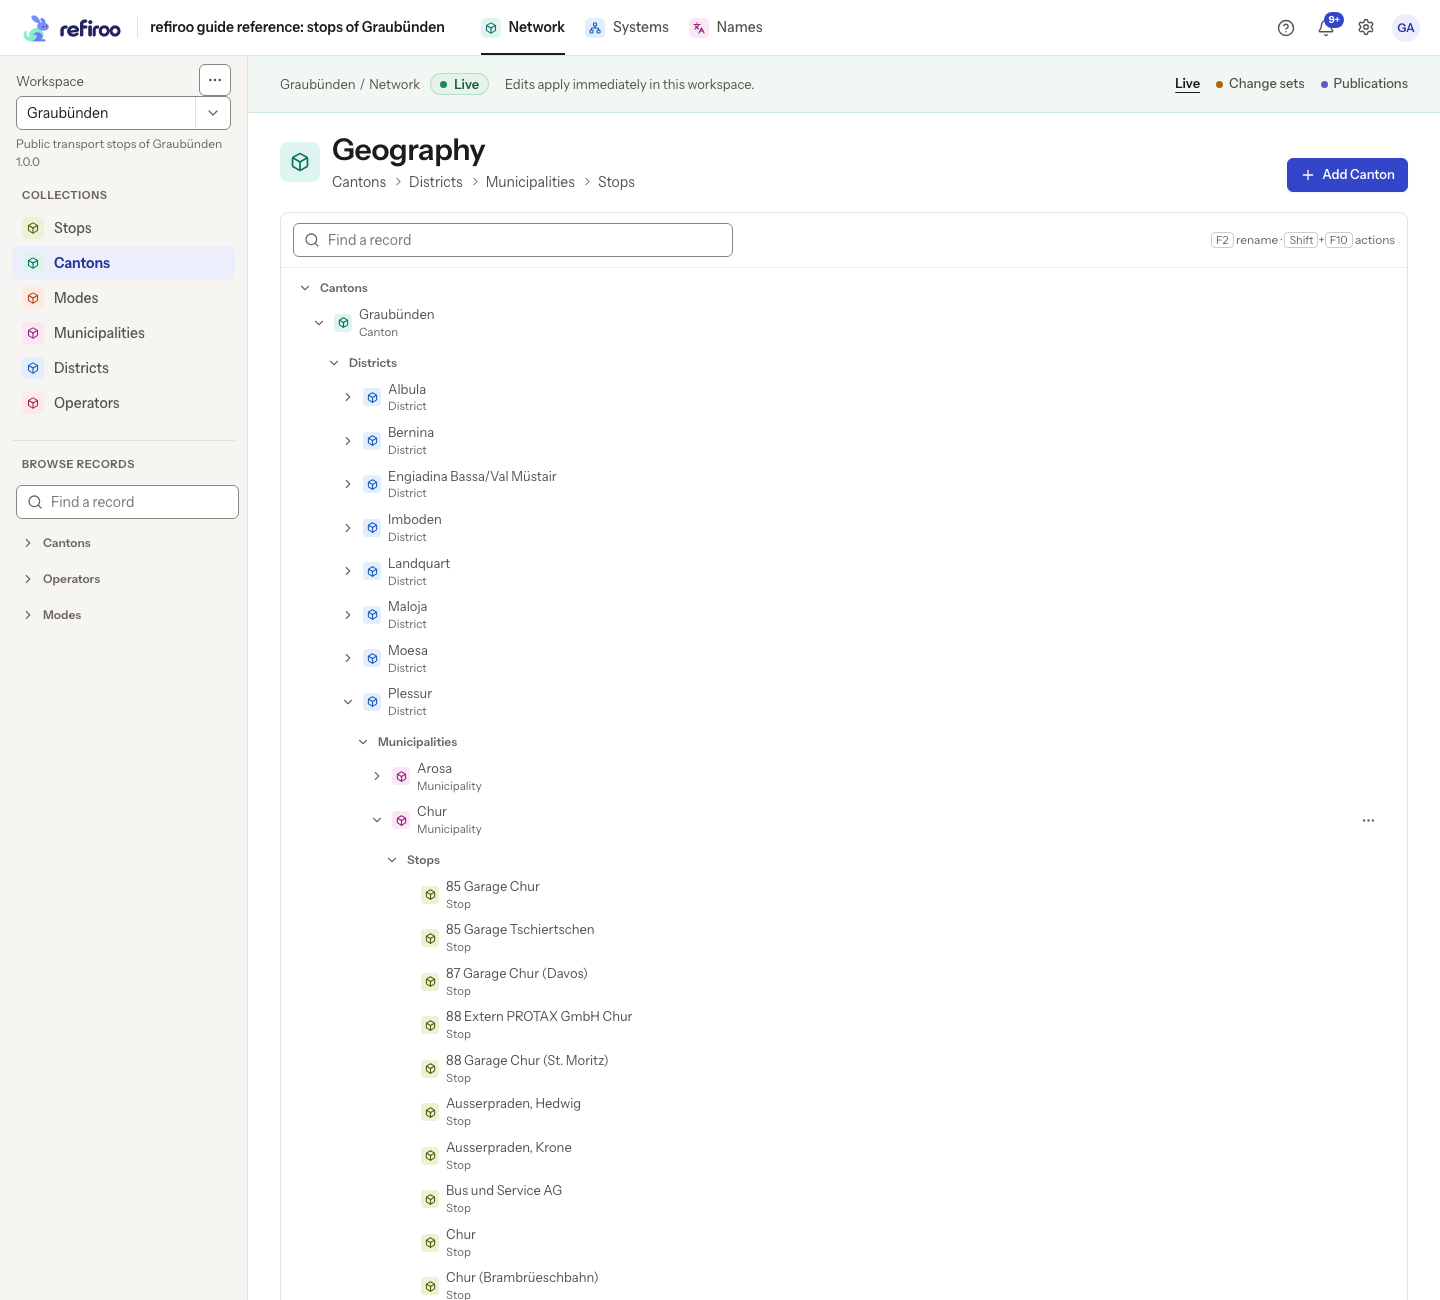 refiroo
refiroo guide reference: stops of Graubünden
Network
Systems
Names
9+
GA
Workspace
Graubünden
Public transport stops of Graubünden
1.0.0
COLLECTIONS
Stops
Cantons
Modes
Municipalities
Districts
Operators
BROWSE RECORDS
Find a record
Cantons
Operators
Modes
Graubünden / Network
Live
Edits apply immediately in this workspace.
Live
Change sets
Publications
Geography
Cantons > Districts > Municipalities > Stops
+ Add Canton
Find a record
F2 rename · Shift + F10 actions
Cantons
Graubünden
Canton
Districts
Albula
District
Bernina
District
Engiadina Bassa/Val Müstair
District
Imboden
District
Landquart
District
Maloja
District
Moesa
District
Plessur
District
Municipalities
Arosa
Municipality
Chur
Municipality
Stops
85 Garage Chur
Stop
85 Garage Tschiertschen
Stop
87 Garage Chur (Davos)
Stop
88 Extern PROTAX GmbH Chur
Stop
88 Garage Chur (St. Moritz)
Stop
Ausserpraden, Hedwig
Stop
Ausserpraden, Krone
Stop
Bus und Service AG
Stop
Chur
Stop
Chur (Brambrüeschbahn)
Stop